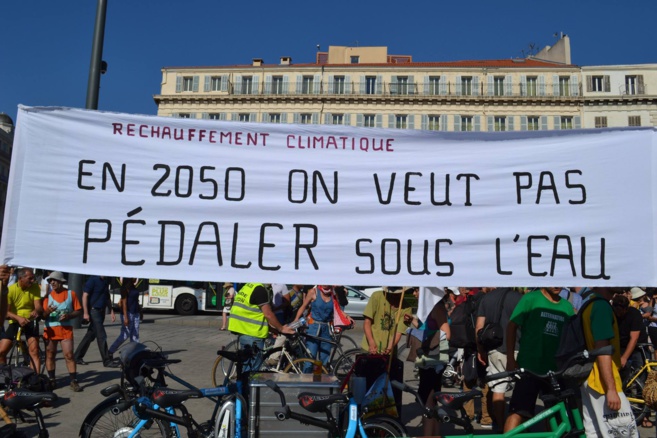 RECHAUFFEMENT CLIMATIQUE
EN 2050 ON VEUT PAS
PÉDALER SOUS L'EAU